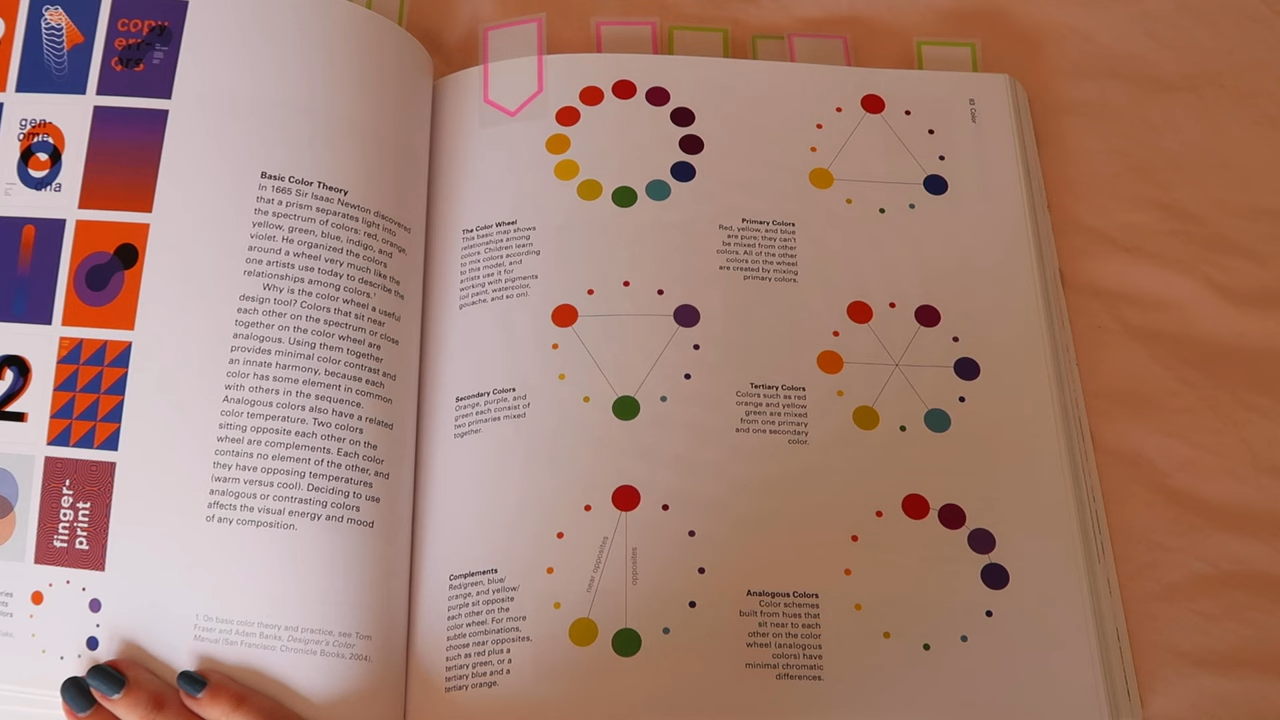 copy
err-
ors
gen-
ome
dna
2
finger-
print
Basic Color Theory
In 1665 Sir Isaac Newton discovered
that a prism separates light into
the spectrum of colors: red, orange,
yellow, green, blue, indigo, and
violet. He organized the colors
around a wheel very much like the
one artists use today to describe the
relationships among colors.¹
Why is the color wheel a useful
design tool? Colors that sit near
each other on the spectrum or close
together on the color wheel are
analogous. Using them together
provides minimal color contrast and
an innate harmony, because each
color has some element in common
with others in the sequence.
Analogous colors also have a related
color temperature. Two colors
sitting opposite each other on the
wheel are complements. Each color
contains no element of the other, and
they have opposing temperatures
(warm versus cool). Deciding to use
analogous or contrasting colors
affects the visual energy and mood
of any composition.
1. On basic color theory and practice, see Tom
Fraser and Adam Banks, Designer's Color
Manual (San Francisco: Chronicle Books, 2004).
93 Color
The Color Wheel
This basic map shows
relationships among
colors. Children learn
to mix colors according
to this model, and
artists use it for
working with pigments
(oil paint, watercolor,
gouache, and so on).
Primary Colors
Red, yellow, and blue
are pure; they can't
be mixed from other
colors. All of the other
colors on the wheel
are created by mixing
primary colors.
Secondary Colors
Orange, purple, and
green each consist of
two primaries mixed
together.
Tertiary Colors
Colors such as red
orange and yellow
green are mixed
from one primary
and one secondary
color.
Complements
Red/green, blue/
orange, and yellow/
purple sit opposite
each other on the
color wheel. For more
subtle combinations,
choose near opposites,
such as red plus a
tertiary green, or a
tertiary blue and a
tertiary orange.
near opposites
opposites
Analogous Colors
Color schemes
built from hues that
sit near to each
other on the color
wheel (analogous
colors) have
minimal chromatic
differences.